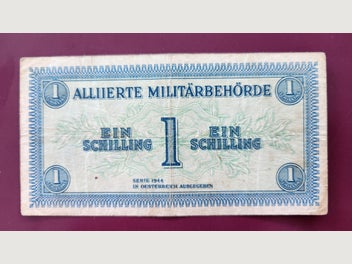 1 1
ALLIIERTE MILITÄRBEHÖRDE
EIN 1 EIN
SCHILLING SCHILLING
SERIE 1944
IN OESTERREICH AUSGEGEBEN
1 1